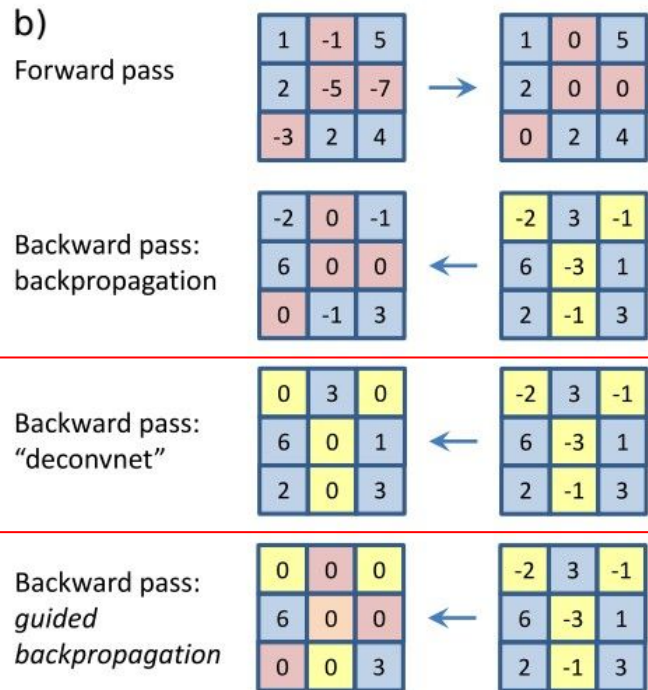 b)
Forward pass
1 -1 5 1 0 5
2 -5 -7 2 0 0
-3 2 4 0 2 4
Backward pass:
backpropagation
-2 0 -1 -2 3 -1
6 0 0 6 -3 1
0 -1 3 2 -1 3
Backward pass:
“deconvnet”
0 3 0 -2 3 -1
6 0 1 6 -3 1
2 0 3 2 -1 3
Backward pass:
guided
backpropagation
0 0 0 -2 3 -1
6 0 0 6 -3 1
0 0 3 2 -1 3